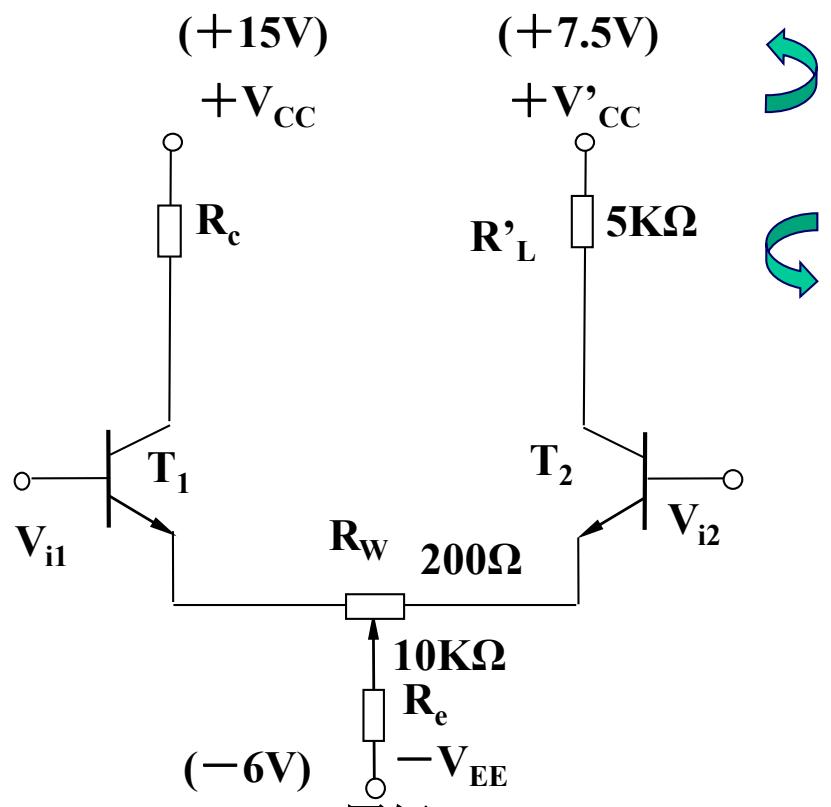 (+15V) (+7.5V)
+VCC +V'CC
Rc
R'L 5KΩ
T1 T2
Vi1 Vi2
RW 200Ω
10KΩ
Re
(−6V) −VEE